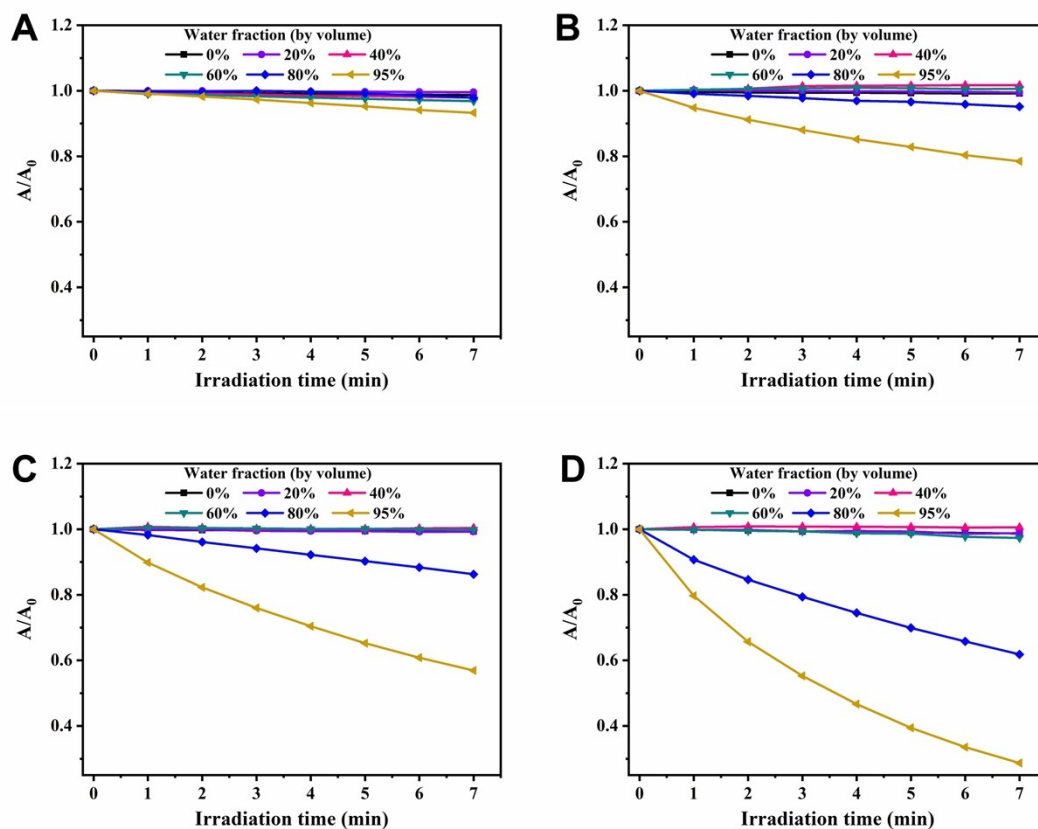 A
Water fraction (by volume)
0% 20% 40%
60% 80% 95%
1.2
1.0
0.8
0.6
0.4
A/A₀
0 1 2 3 4 5 6 7
Irradiation time (min)
B
Water fraction (by volume)
0% 20% 40%
60% 80% 95%
1.2
1.0
0.8
0.6
0.4
A/A₀
0 1 2 3 4 5 6 7
Irradiation time (min)
C
Water fraction (by volume)
0% 20% 40%
60% 80% 95%
1.2
1.0
0.8
0.6
0.4
A/A₀
0 1 2 3 4 5 6 7
Irradiation time (min)
D
Water fraction (by volume)
0% 20% 40%
60% 80% 95%
1.2
1.0
0.8
0.6
0.4
A/A₀
0 1 2 3 4 5 6 7
Irradiation time (min)